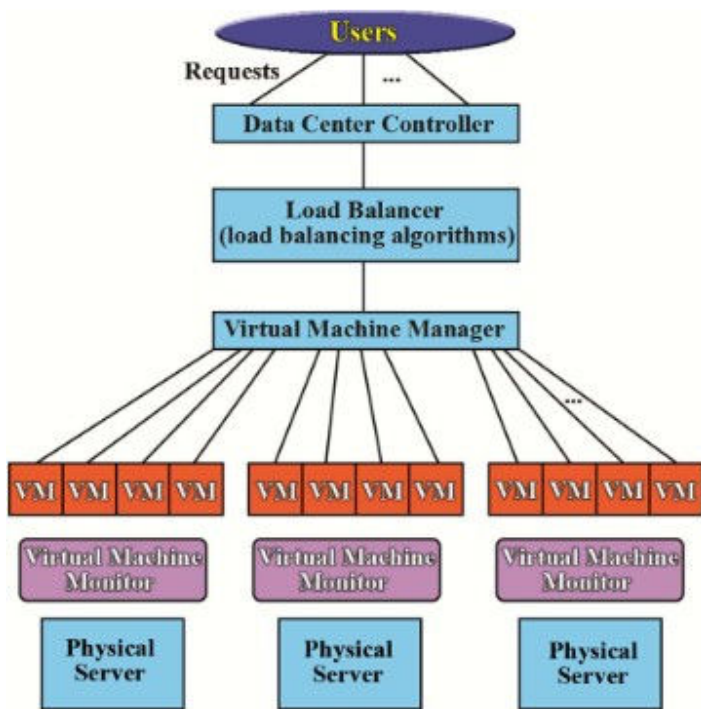 Users
Requests
...
Data Center Controller
Load Balancer
(load balancing algorithms)
Virtual Machine Manager
...
VM VM VM VM VM VM VM VM VM VM VM VM
Virtual Machine
Monitor
Virtual Machine
Monitor
Virtual Machine
Monitor
Physical
Server
Physical
Server
Physical
Server